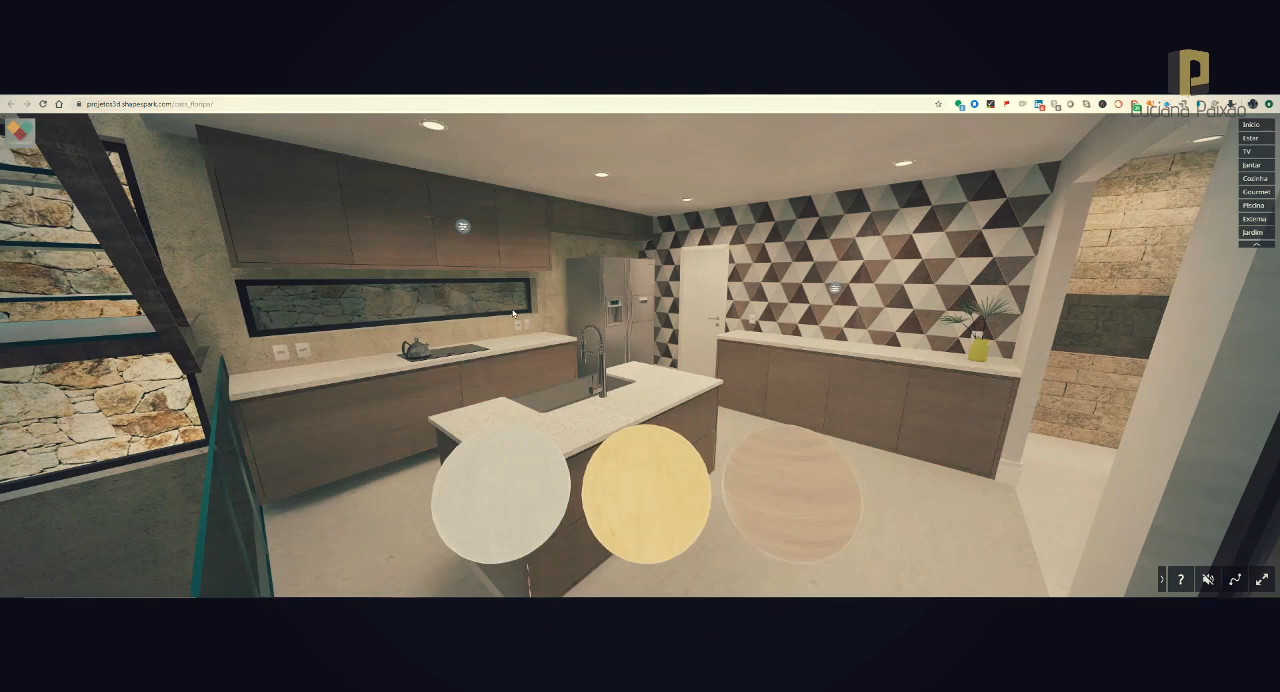 projetos3d.shapespark.com/casa_floripa/
Luciana Paixão
Início
Estar
TV
Jantar
Cozinha
Gourmet
Piscina
Externa
Jardim
?